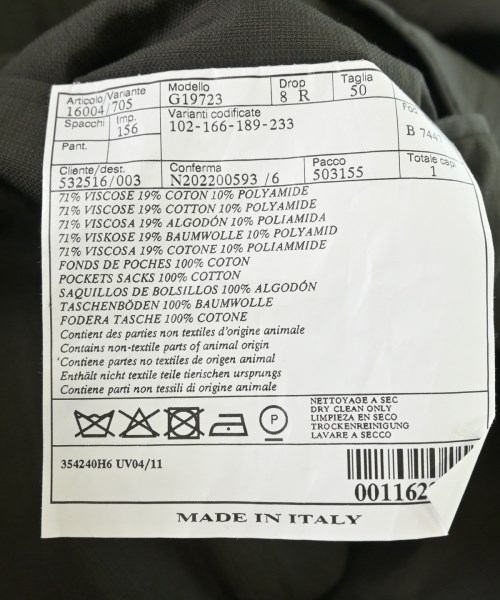 Articolo/Variante Modello Drop Taglia
16004/705 G19723 8 R 50
Spacchi Imp. Varianti codificate
156 102-166-189-233 B 744
Pant.
Cliente/dest. Conferma Pacco Totale capi
532516/003 N202200593 /6 503155 1
71% VISCOSE 19% COTON 10% POLYAMIDE
71% VISCOSE 19% COTTON 10% POLYAMIDE
71% VISCOSA 19% ALGODÓN 10% POLIAMIDA
71% VISKOSE 19% BAUMWOLLE 10% POLYAMID
71% VISCOSA 19% COTONE 10% POLIAMMIDE
FONDS DE POCHES 100% COTON
POCKETS SACKS 100% COTTON
SAQUILLOS DE BOLSILLOS 100% ALGODÓN
TASCHENBÖDEN 100% BAUMWOLLE
FODERA TASCHE 100% COTONE
Contient des parties non textiles d'origine animale
Contains non-textile parts of animal origin
Contiene partes no textiles de origen animal
Enthält nicht textile teile tierischen ursprungs
Contiene parti non tessili di origine animale
P
NETTOYAGE A SEC
DRY CLEAN ONLY
LIMPIEZA EN SECO
TROCKENREINIGUNG
LAVARE A SECCO
354240H6 UV04/11
001162
MADE IN ITALY